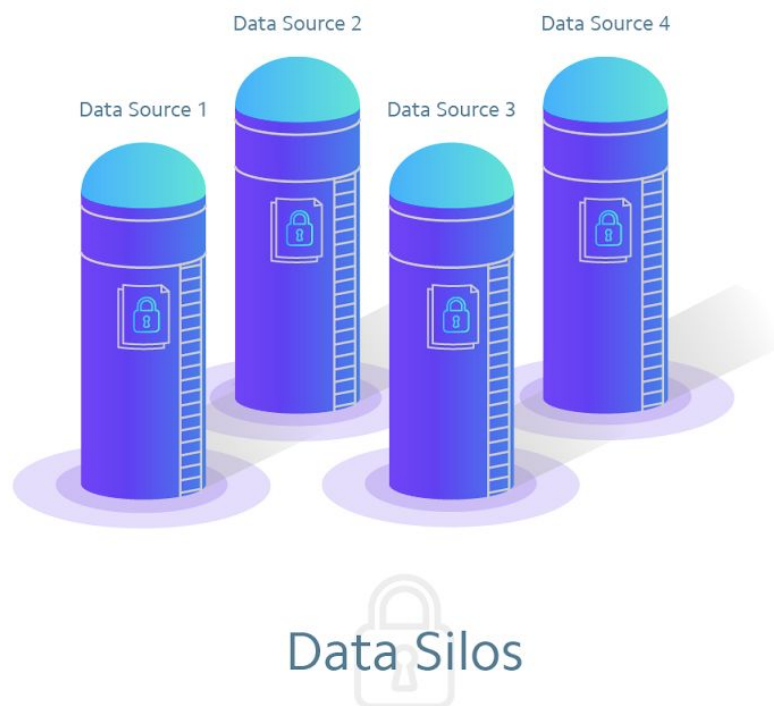 Data Source 2
Data Source 4
Data Source 1
Data Source 3
Data Silos